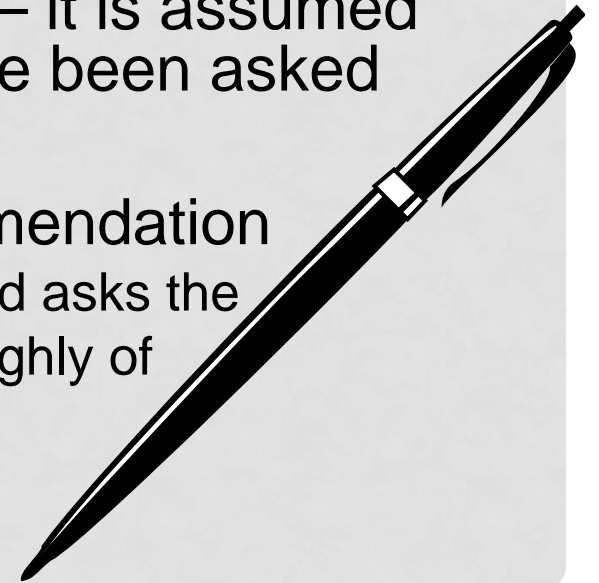 – it is assumed
e been asked
mendation
d asks the
ghly of